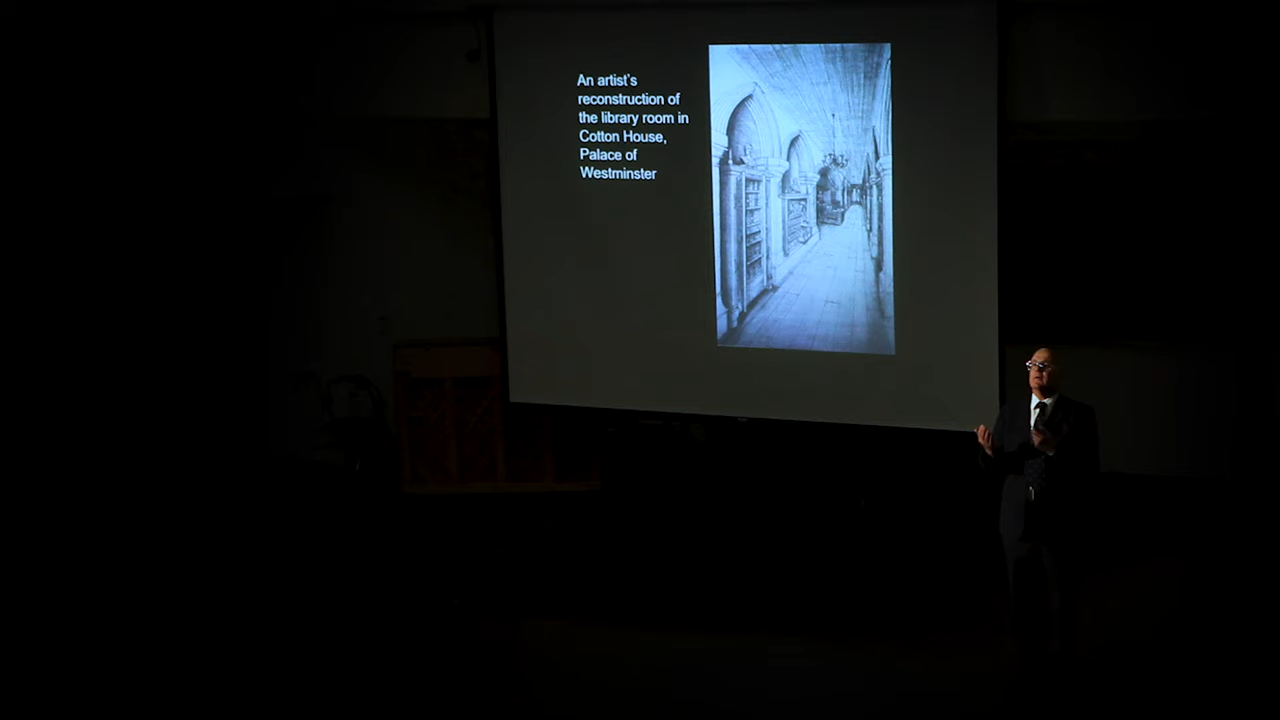 An artist's
reconstruction of
the library room in
Cotton House,
Palace of
Westminster